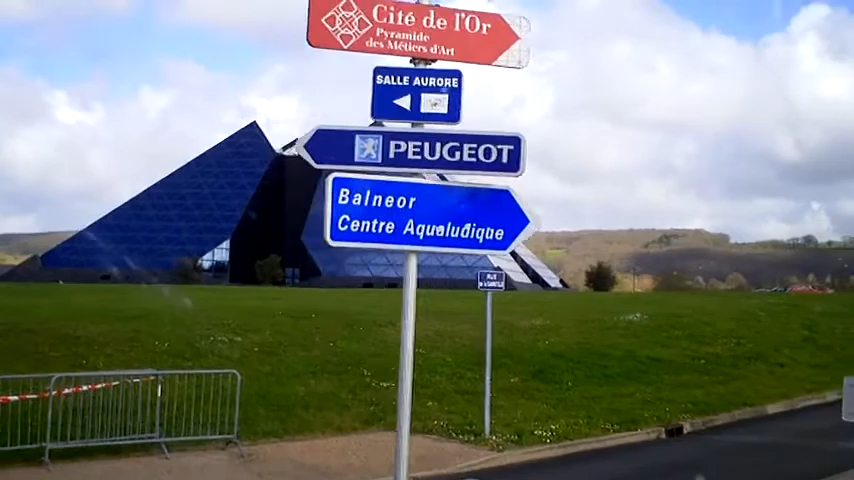 Cité de l'Or
Pyramide
des Métiers d'Art
SALLE AURORE
PEUGEOT
Balneor
Centre Aqualudique